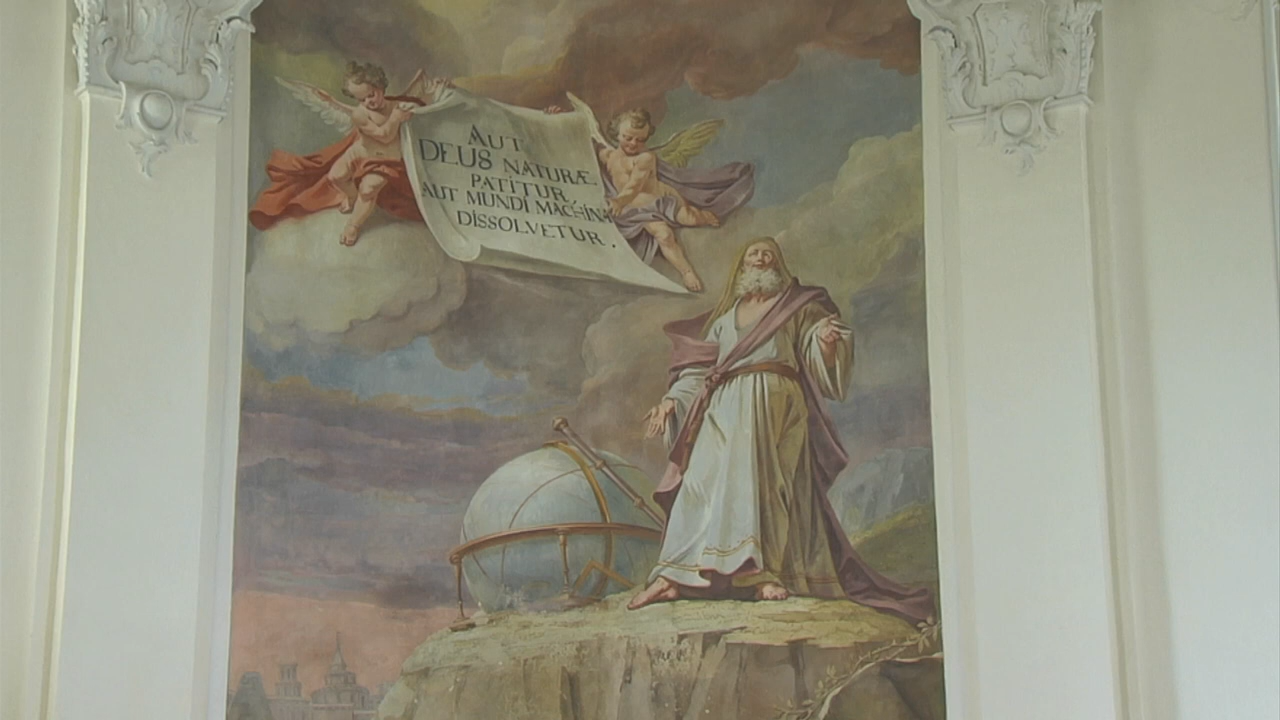 AUT
DEUS NATURÆ
PATITUR,
AUT MUNDI MACHINA
DISSOLVETUR.